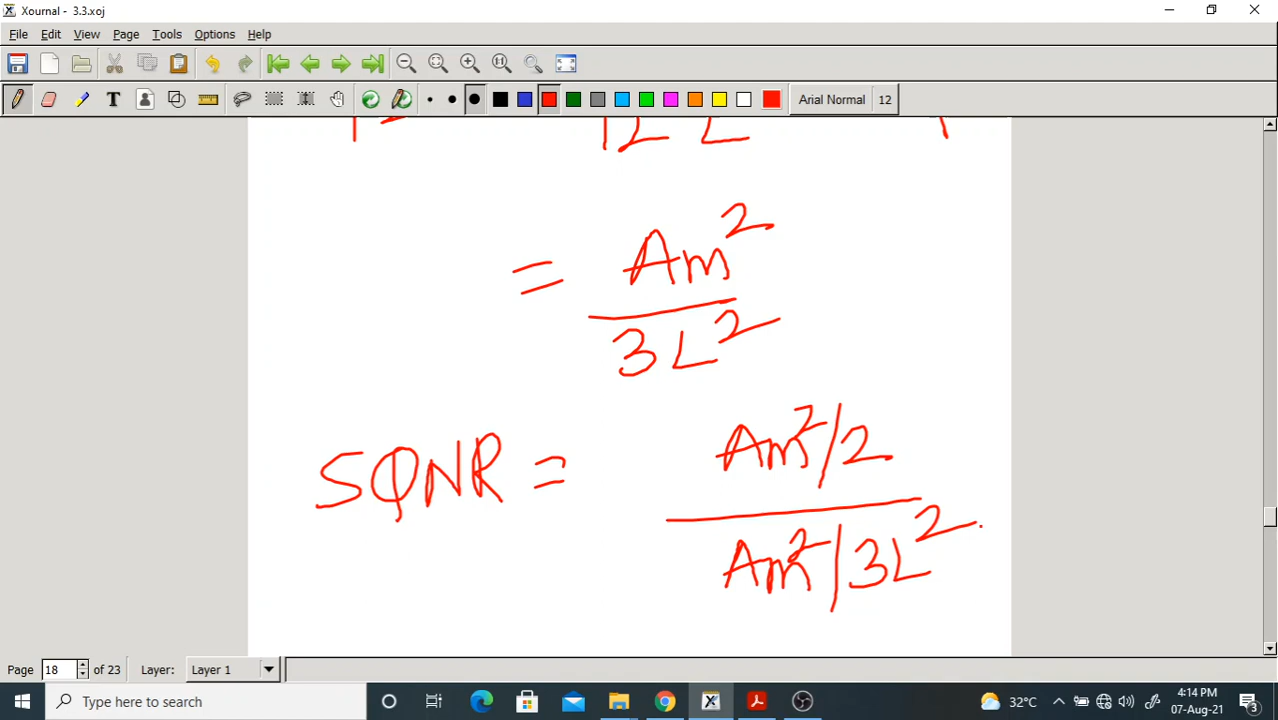 Xournal - 3.3.xoj
File Edit View Page Tools Options Help
T Arial Normal 12
= Am²
3L²
SQNR = Am²/2
Am²/3L²
Page 18 of 23 Layer: Layer 1
Type here to search 32°C 4:14 PM
07-Aug-21 3